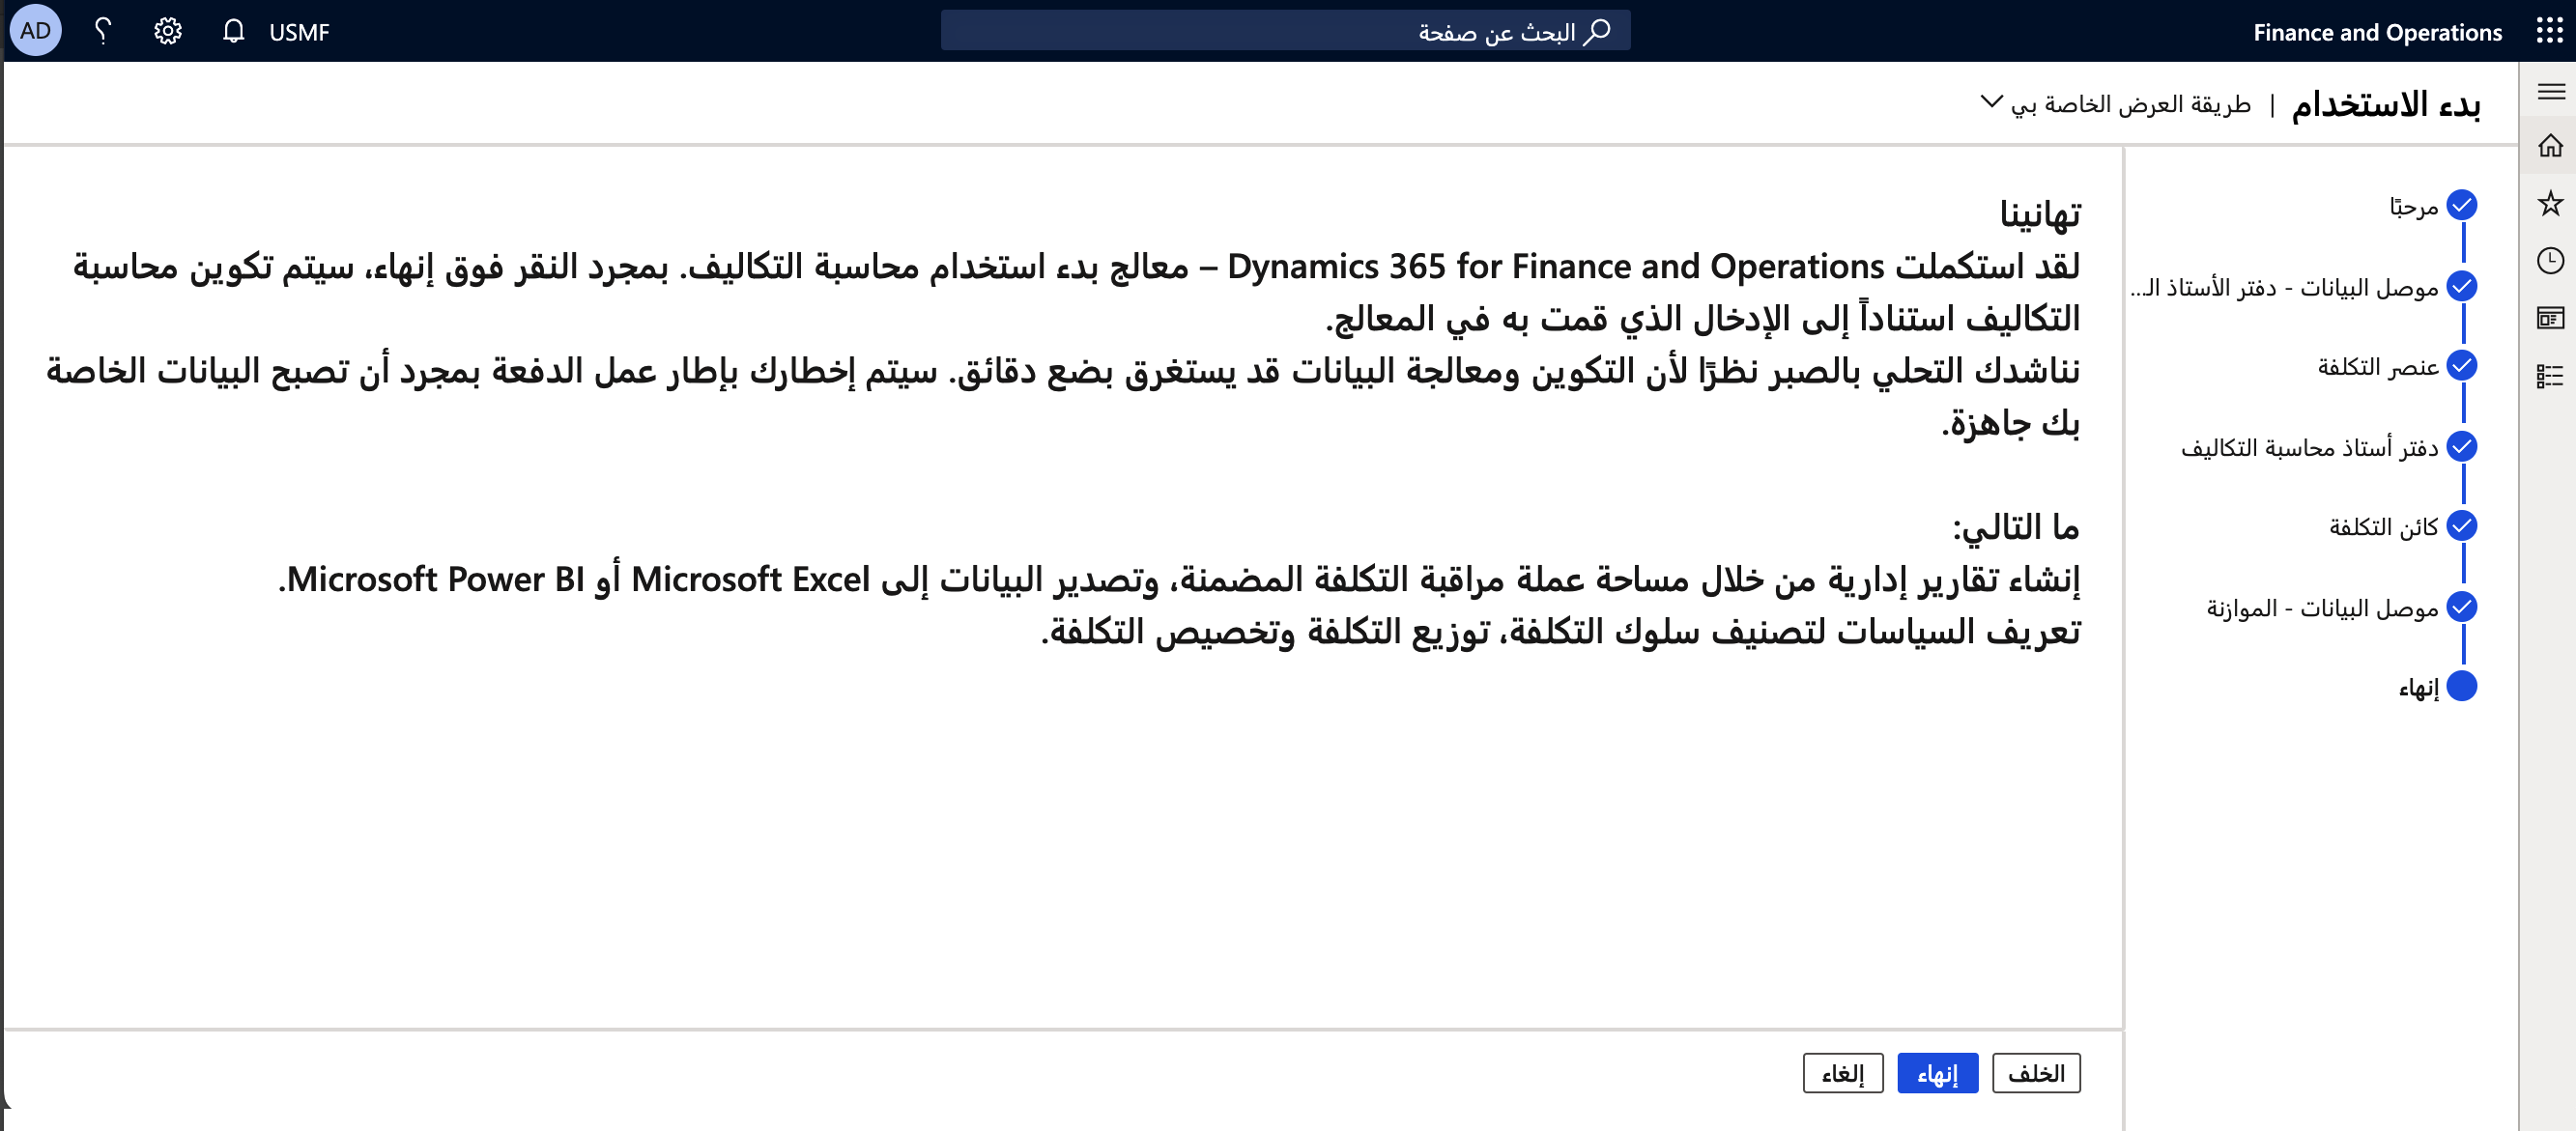 Finance and Operations
البحث عن صفحة
USMF
AD
بدء الاستخدام | طريقة العرض الخاصة بي
مرحبًا
موصل البيانات - دفتر الأستاذ الـ...
عنصر التكلفة
دفتر أستاذ محاسبة التكاليف
كائن التكلفة
موصل البيانات - الموازنة
إنهاء
تهانينا
لقد استكملت Dynamics 365 for Finance and Operations – معالج بدء استخدام محاسبة التكاليف. بمجرد النقر فوق إنهاء، سيتم تكوين محاسبة
التكاليف استناداً إلى الإدخال الذي قمت به في المعالج.
نناشدك التحلي بالصبر نظرًا لأن التكوين ومعالجة البيانات قد يستغرق بضع دقائق. سيتم إخطارك بإطار عمل الدفعة بمجرد أن تصبح البيانات الخاصة
بك جاهزة.
ما التالي:
إنشاء تقارير إدارية من خلال مساحة عملة مراقبة التكلفة المضمنة، وتصدير البيانات إلى Microsoft Excel أو Microsoft Power BI.
تعريف السياسات لتصنيف سلوك التكلفة، توزيع التكلفة وتخصيص التكلفة.
الخلف
إنهاء
إلغاء